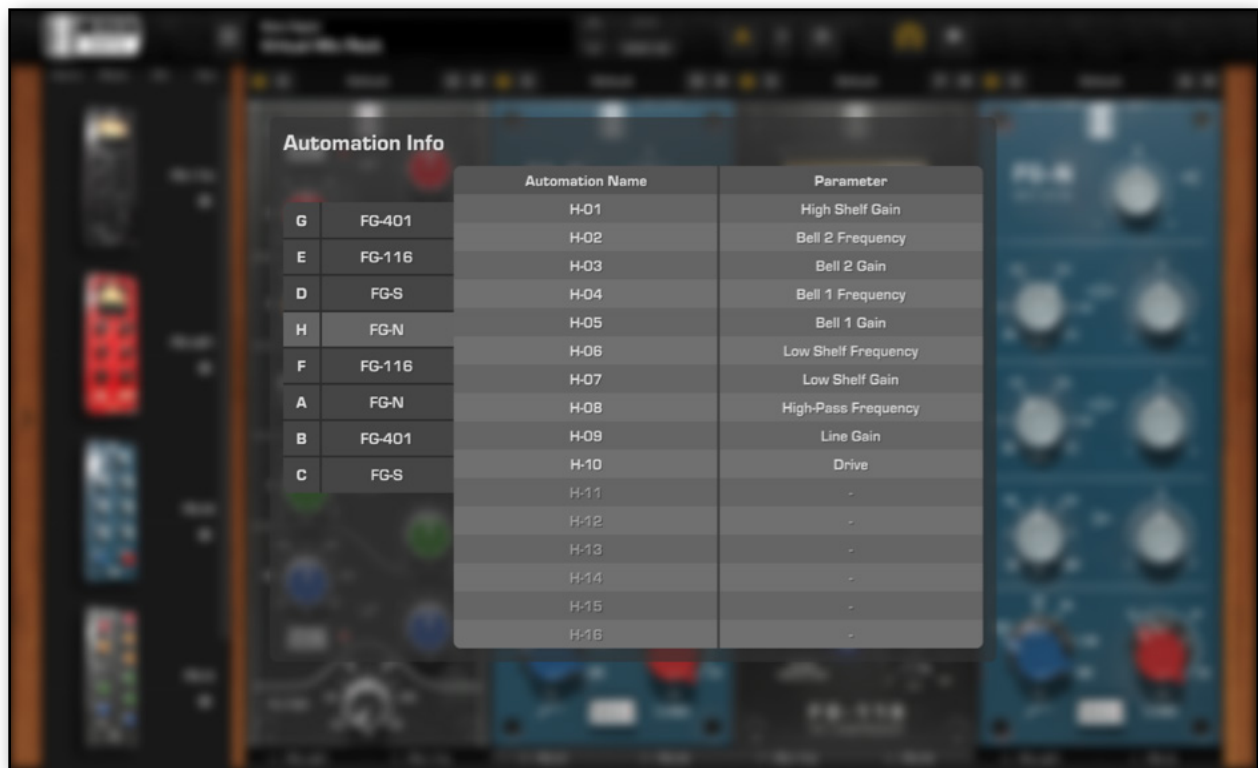 Automation Info
Automation Name Parameter
G FG-401
E FG-116
D FG-S
H FG-N
F FG-116
A FG-N
B FG-401
C FG-S
H-01 High Shelf Gain
H-02 Bell 2 Frequency
H-03 Bell 2 Gain
H-04 Bell 1 Frequency
H-05 Bell 1 Gain
H-06 Low Shelf Frequency
H-07 Low Shelf Gain
H-08 High-Pass Frequency
H-09 Line Gain
H-10 Drive
H-11 -
H-12 -
H-13 -
H-14 -
H-15 -
H-16 -
FG-N
FG-116